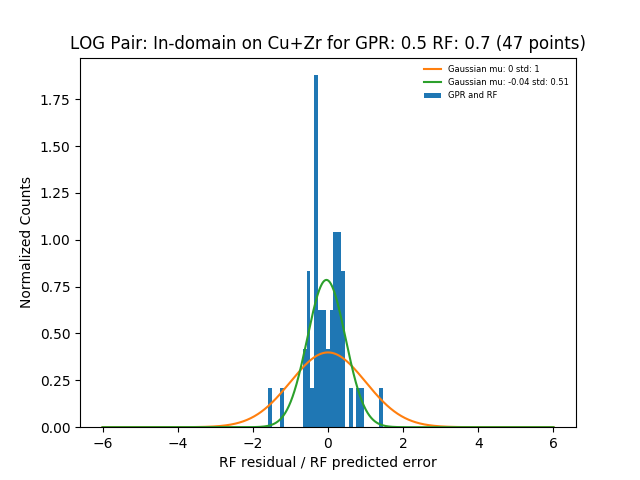 LOG Pair: In-domain on Cu+Zr for GPR: 0.5 RF: 0.7 (47 points)
Gaussian mu: 0 std: 1
Gaussian mu: -0.04 std: 0.51
GPR and RF
Normalized Counts
1.75
1.50
1.25
1.00
0.75
0.50
0.25
0.00
−6 −4 −2 0 2 4 6
RF residual / RF predicted error